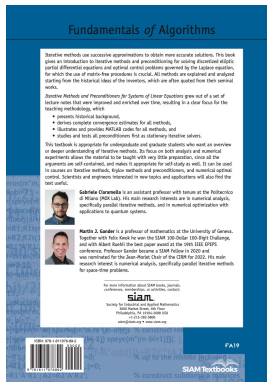 Fundamentals of Algorithms
Iterative methods use successive approximations to obtain more accurate solutions. This book
gives an introduction to iterative methods and preconditioning for solving discretized elliptic
partial differential equations and optimal control problems governed by the Laplace equation,
for which the use of matrix-free procedures is crucial. All methods are explained and analyzed
starting from the historical ideas of the inventors, which are often quoted from their seminal
works.
Iterative Methods and Preconditioners for Systems of Linear Equations grew out of a set of
lecture notes that were improved and enriched over time, resulting in a clear focus for the
teaching methodology, which
• presents historical background,
• derives complete convergence estimates for all methods,
• illustrates and provides MATLAB codes for all methods, and
• studies and tests all preconditioners first as stationary iterative solvers.
This textbook is appropriate for undergraduate and graduate students who want an overview
or deeper understanding of iterative methods. Its focus on both analysis and numerical
experiments allows the material to be taught with very little preparation, since all the
arguments are self-contained, and makes it appropriate for self-study as well. It can be used
in courses on iterative methods, Krylov methods and preconditioners, and numerical optimal
control. Scientists and engineers interested in new topics and applications will also find the
text useful.
Gabriele Ciaramella is an assistant professor with tenure at the Politecnico
di Milano (MOX Lab). His main research interests are in numerical analysis,
specifically parallel iterative methods, and in numerical optimization with
applications to quantum systems.
Martin J. Gander is a professor of mathematics at the University of Geneva.
Together with Felix Kwok he won the SIAM 100-Dollar 100-Digit Challenge,
and with Albert Ruehli the best paper award at the 19th IEEE EPEPS
conference. Professor Gander became a SIAM Fellow in 2020 and
was nominated for the Jean-Morlet Chair of the CIRM for 2022. His main
research interest is numerical analysis, specifically parallel iterative methods
for space-time problems.
For more information about SIAM books, journals,
conferences, memberships, or activities, contact:
siam
Society for Industrial and Applied Mathematics
3600 Market Street, 6th Floor
Philadelphia, PA 19104-2688 USA
siam@siam.org • www.siam.org
FA19
SIAM Textbooks